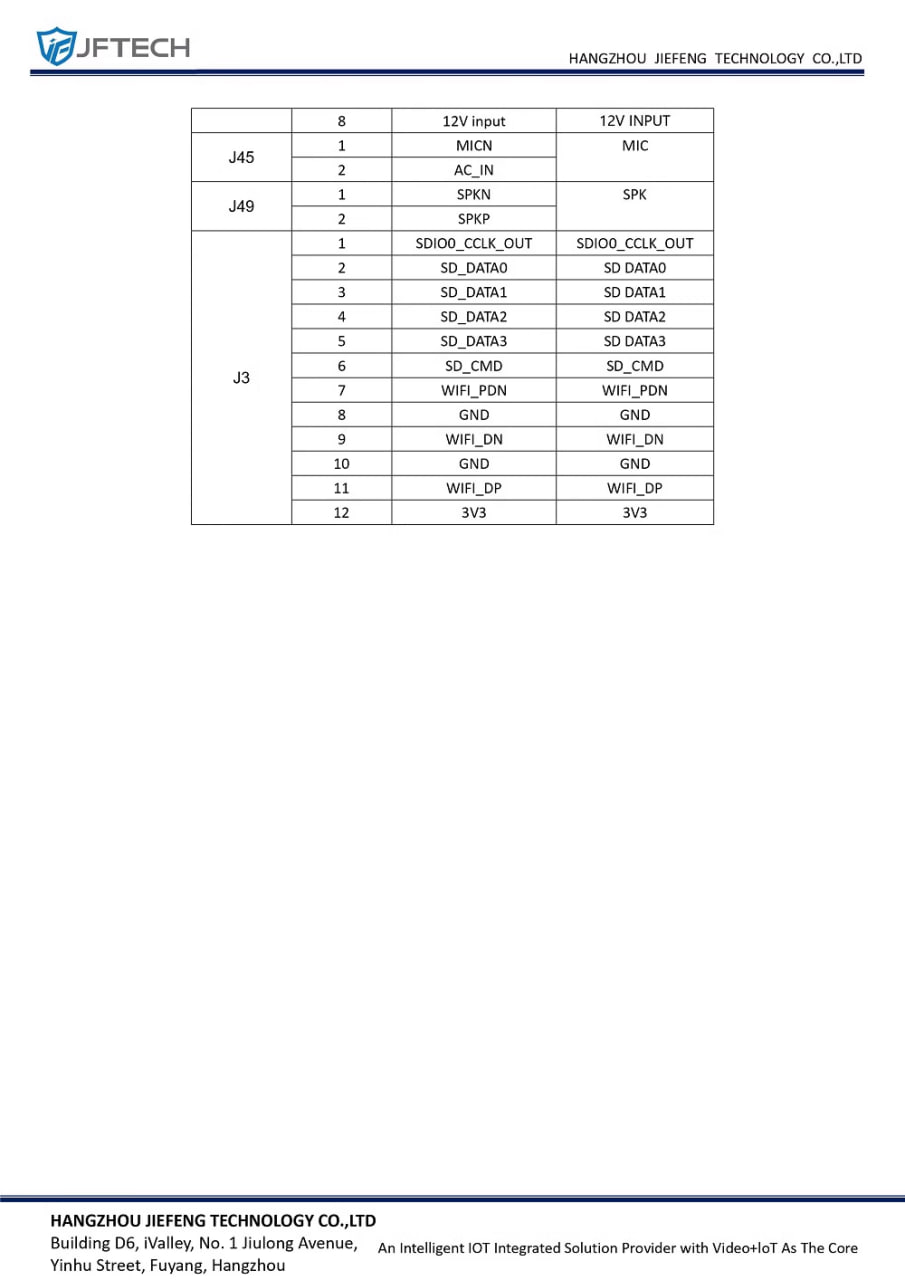 JFTECH
HANGZHOU JIEFENG TECHNOLOGY CO.,LTD
8 12V input 12V INPUT
J45 1 MICN MIC
2 AC_IN
J49 1 SPKN SPK
2 SPKP
J3 1 SDIO0_CCLK_OUT SDIO0_CCLK_OUT
2 SD_DATA0 SD DATA0
3 SD_DATA1 SD DATA1
4 SD_DATA2 SD DATA2
5 SD_DATA3 SD DATA3
6 SD_CMD SD_CMD
7 WIFI_PDN WIFI_PDN
8 GND GND
9 WIFI_DN WIFI_DN
10 GND GND
11 WIFI_DP WIFI_DP
12 3V3 3V3
HANGZHOU JIEFENG TECHNOLOGY CO.,LTD
Building D6, iValley, No. 1 Jiulong Avenue,
Yinhu Street, Fuyang, Hangzhou
An Intelligent IOT Integrated Solution Provider with Video+IoT As The Core